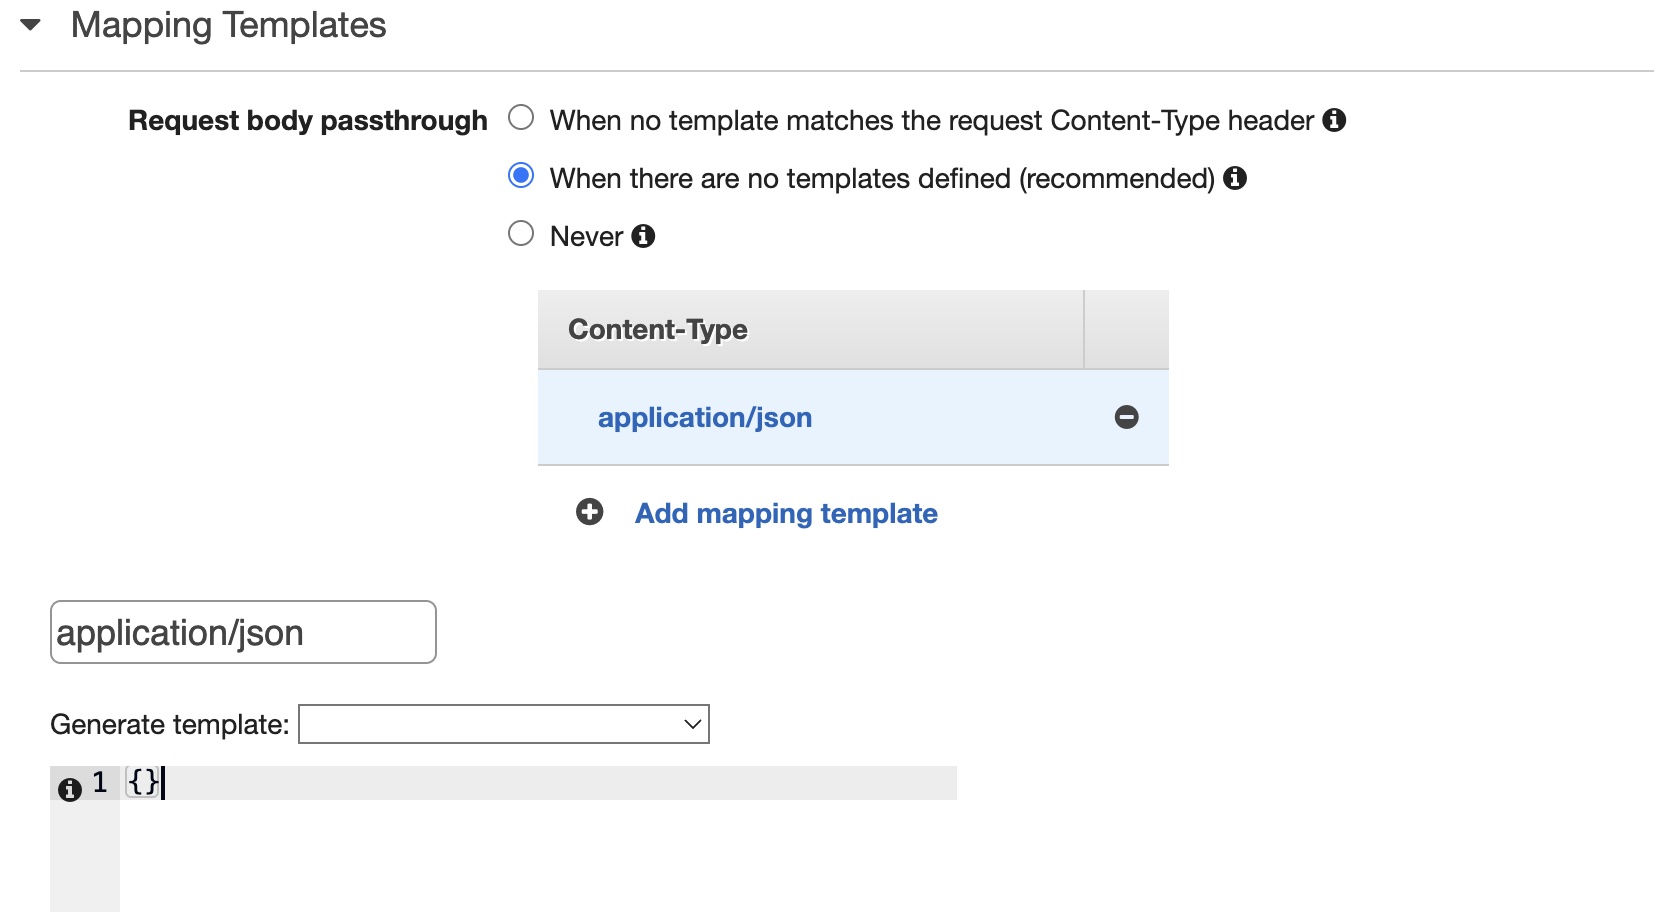 Mapping Templates
Request body passthrough When no template matches the request Content-Type header
When there are no templates defined (recommended)
Never
Content-Type
application/json
Add mapping template
application/json
Generate template:
1 {}